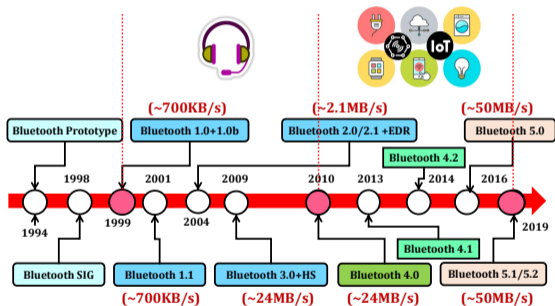 IoT
(~700KB/s)
(~2.1MB/s)
(~50MB/s)
Bluetooth Prototype
Bluetooth 1.0+1.0b
Bluetooth 2.0/2.1 +EDR
Bluetooth 5.0
Bluetooth 4.2
1998
2001
2009
2010
2013
2014
2016
1994
1999
2004
2019
Bluetooth 4.1
Bluetooth SIG
Bluetooth 1.1
Bluetooth 3.0+HS
Bluetooth 4.0
Bluetooth 5.1/5.2
(~700KB/s)
(~24MB/s)
(~24MB/s)
(~50MB/s)